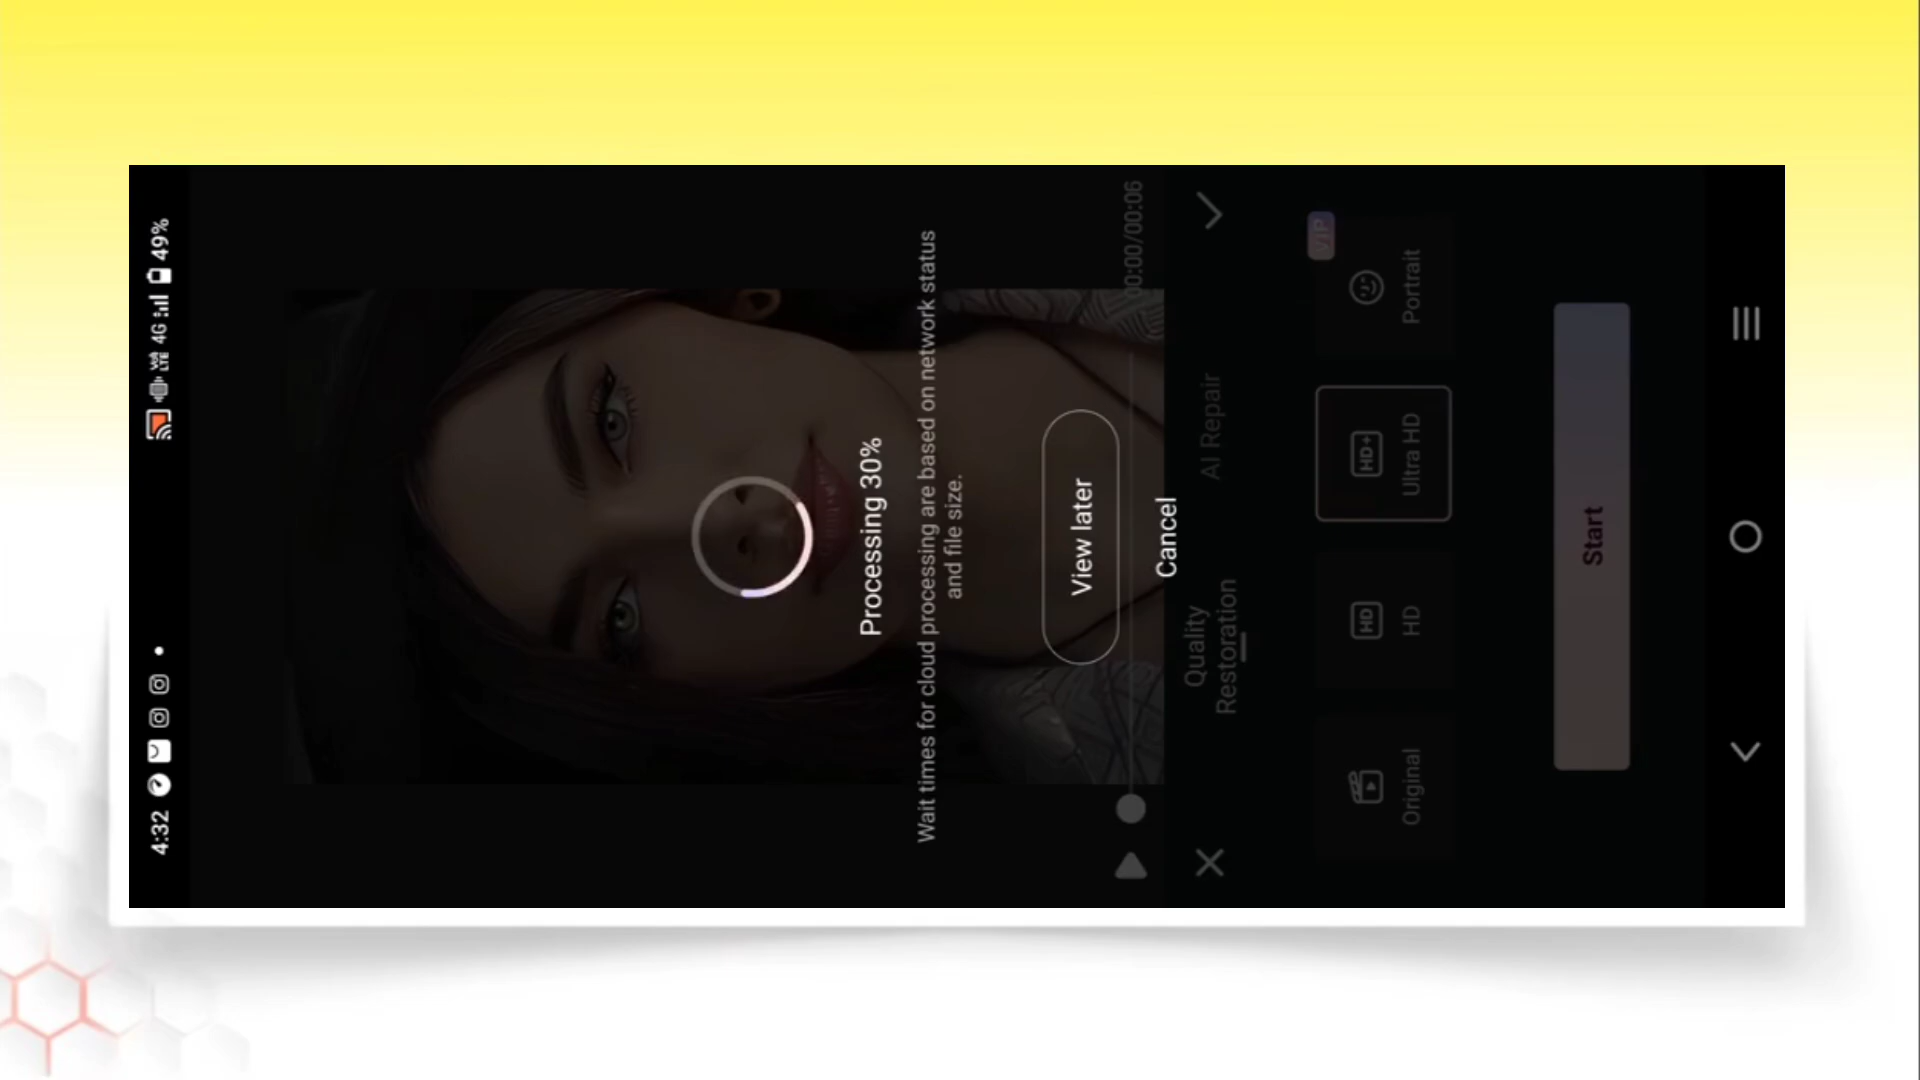 4:32
VoLTE 4G 49%
00:00/00:06
Processing 30%
Wait times for cloud processing are based on network status
and file size.
View later
Cancel
Quality
Restoration
AI Repair
Original
HD
HD
HD+
Ultra HD
VIP
Portrait
Start